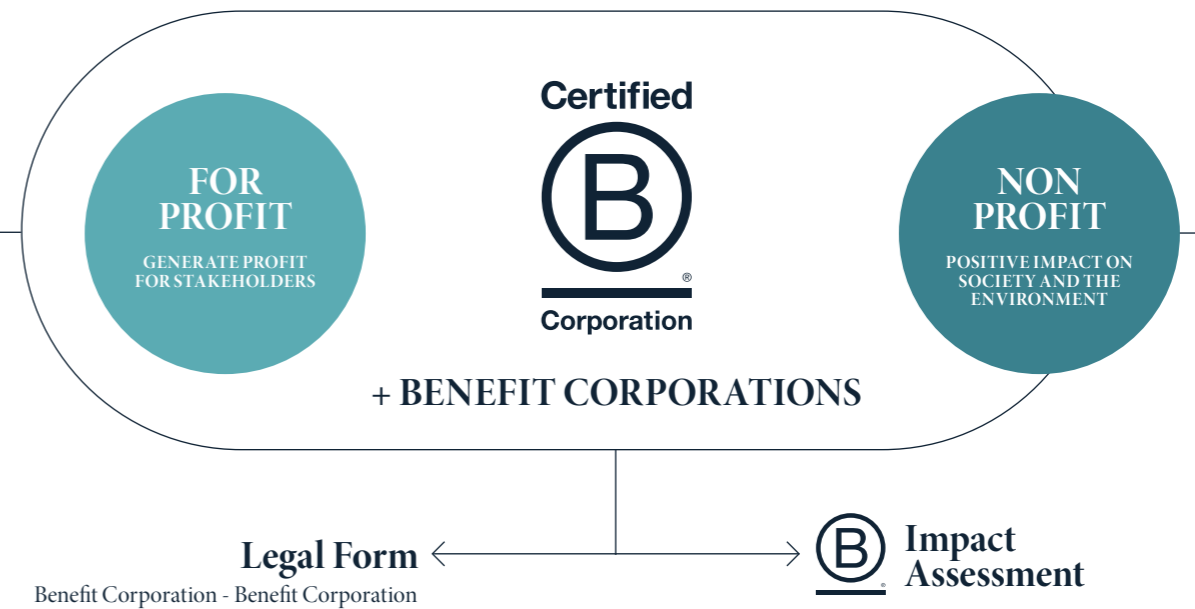 Certified
B
®
Corporation
FOR
PROFIT
GENERATE PROFIT
FOR STAKEHOLDERS
NON
PROFIT
POSITIVE IMPACT ON
SOCIETY AND THE
ENVIRONMENT
+ BENEFIT CORPORATIONS
Legal Form
Benefit Corporation - Benefit Corporation
B
®
Impact
Assessment